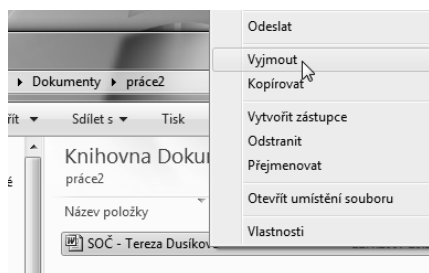 Odeslat
Vyjmout
Kopírovat
Dokumenty práce2
Vytvořit zástupce
řít Sdílet s Tisk
Odstranit
Knihovna Doku
Přejmenovat
práce2
Otevřít umístění souboru
Název položky
Vlastnosti
SOČ - Tereza Dusíkov